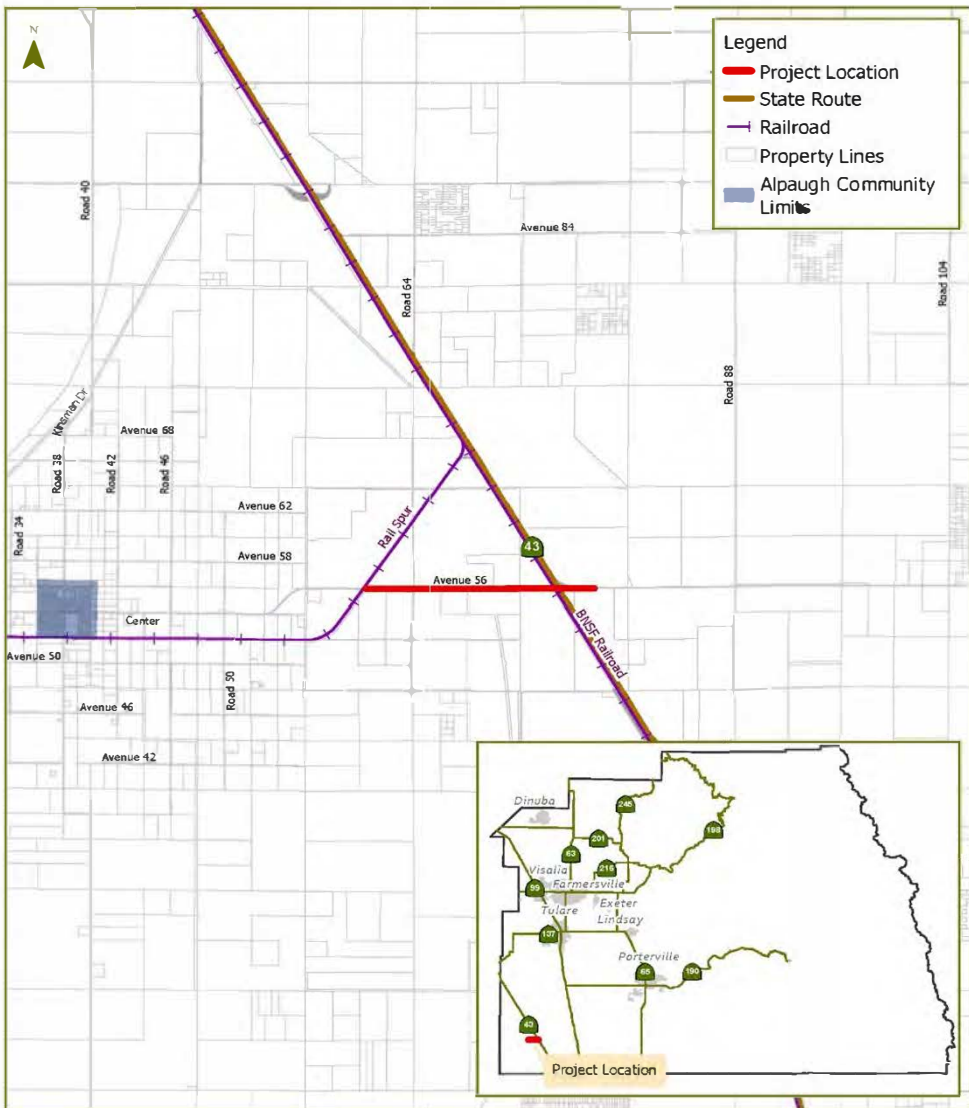 N
Legend
Project Location
State Route
Railroad
Property Lines
Alpaugh Community
Limits
Road 40
Avenue 84
Road 64
Road 104
Road 88
Kinsman Dr
Avenue 68
Road 38
Road 42
Road 46
Avenue 62
Rail Spur
Road 34
43
Avenue 58
Avenue 56
Center
BNSF Railroad
Avenue 50
Road 50
Avenue 46
Avenue 42
Dinuba
245
201
198
63
216
Visalia
99
Farmersville
Exeter
Tulare
Lindsay
137
Porterville
65
190
43
Project Location